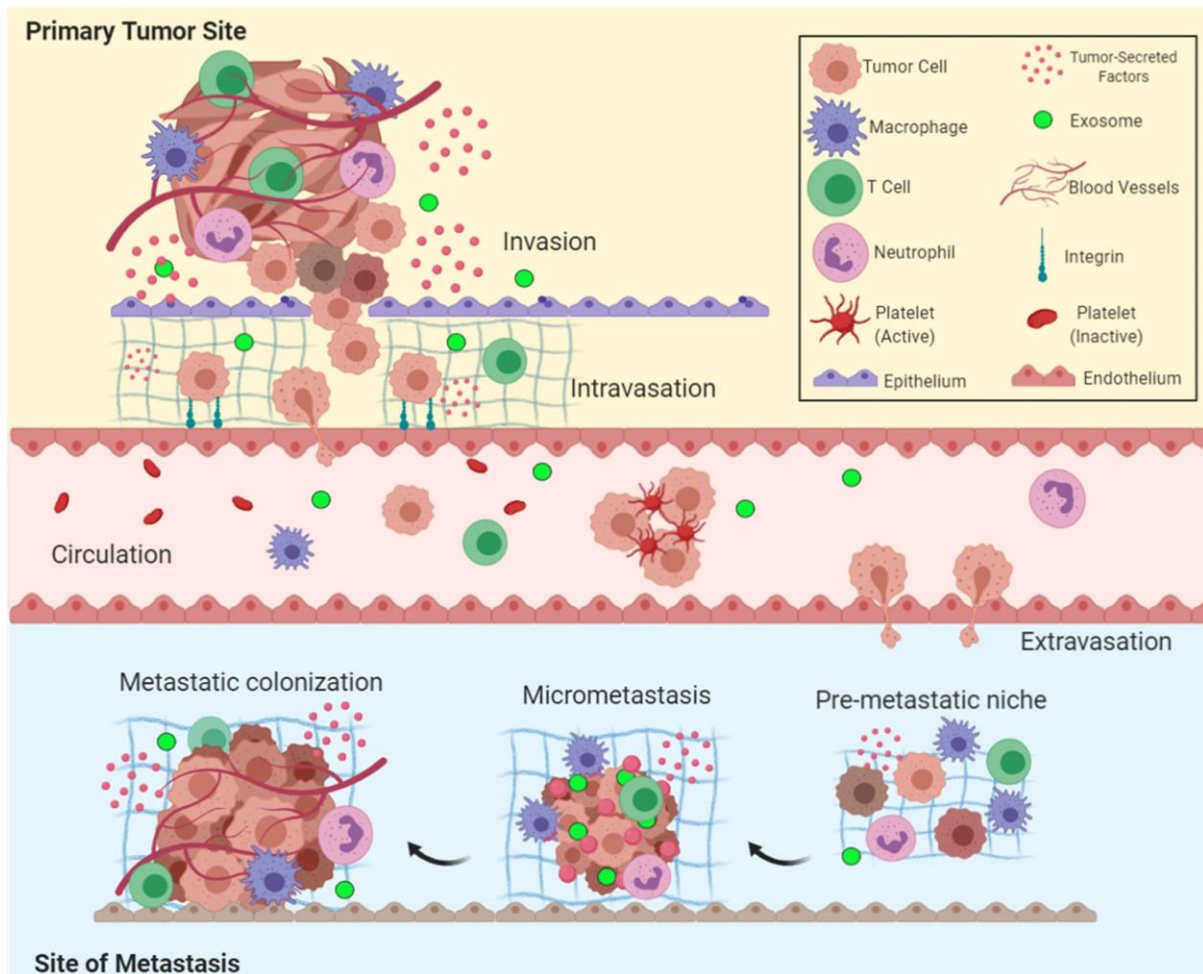 Primary Tumor Site
Tumor Cell
Tumor-Secreted
Factors
Macrophage
Exosome
T Cell
Blood Vessels
Neutrophil
Integrin
Platelet
(Active)
Platelet
(Inactive)
Epithelium
Endothelium
Invasion
Intravasation
Circulation
Extravasation
Metastatic colonization
Micrometastasis
Pre-metastatic niche
Site of Metastasis